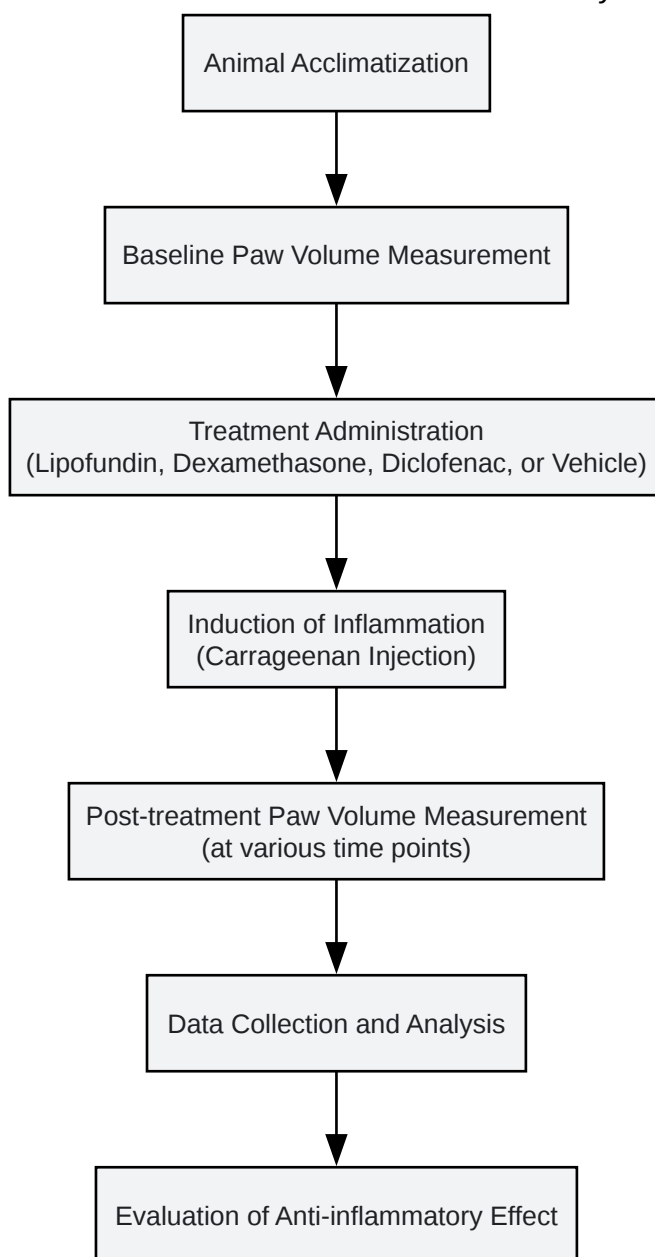 Animal Acclimatization
Baseline Paw Volume Measurement
Treatment Administration
(Lipofundin, Dexamethasone, Diclofenac, or Vehicle)
Induction of Inflammation
(Carrageenan Injection)
Post-treatment Paw Volume Measurement
(at various time points)
Data Collection and Analysis
Evaluation of Anti-inflammatory Effect